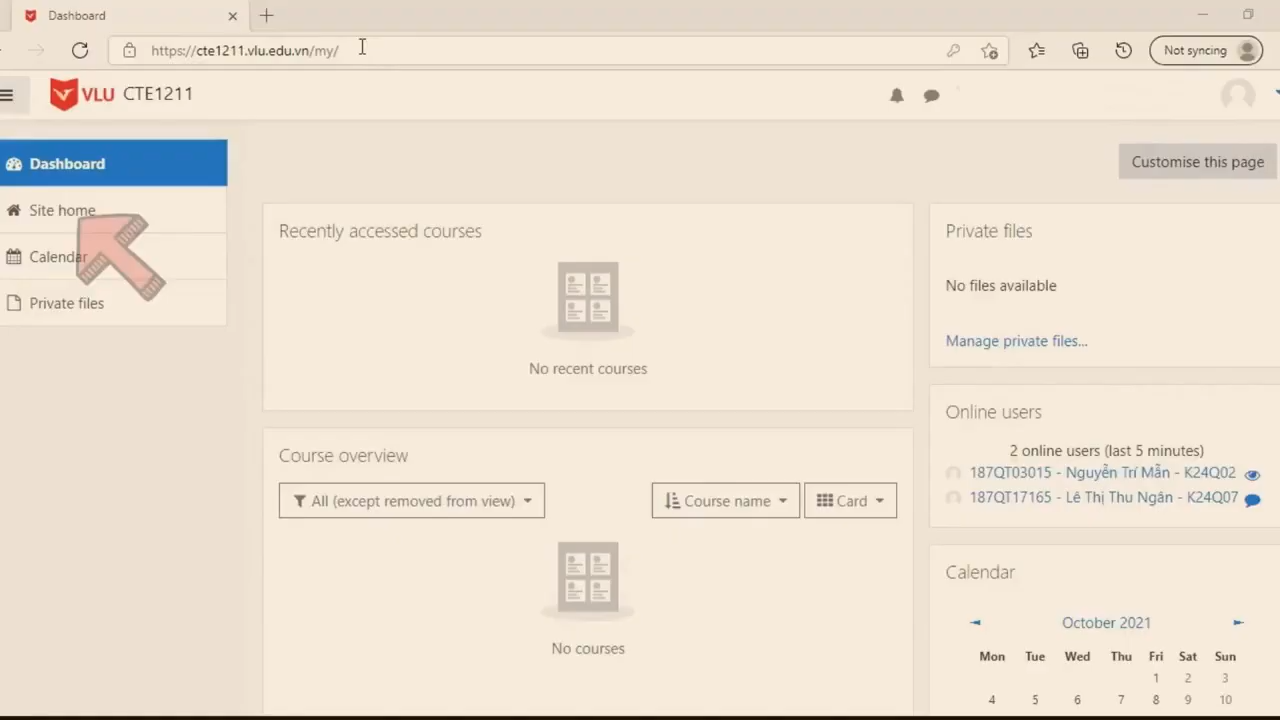 Dashboard
https://cte1211.vlu.edu.vn/my/
Not syncing
VLU CTE1211
Dashboard
Site home
Calendar
Private files
Customise this page
Recently accessed courses
No recent courses
Course overview
All (except removed from view)
Course name
Card
No courses
Private files
No files available
Manage private files...
Online users
2 online users (last 5 minutes)
187QT03015 - Nguyễn Trí Mẫn - K24Q02
187QT17165 - Lê Thị Thu Ngân - K24Q07
Calendar
October 2021
Mon Tue Wed Thu Fri Sat Sun
1 2 3
4 5 6 7 8 9 10